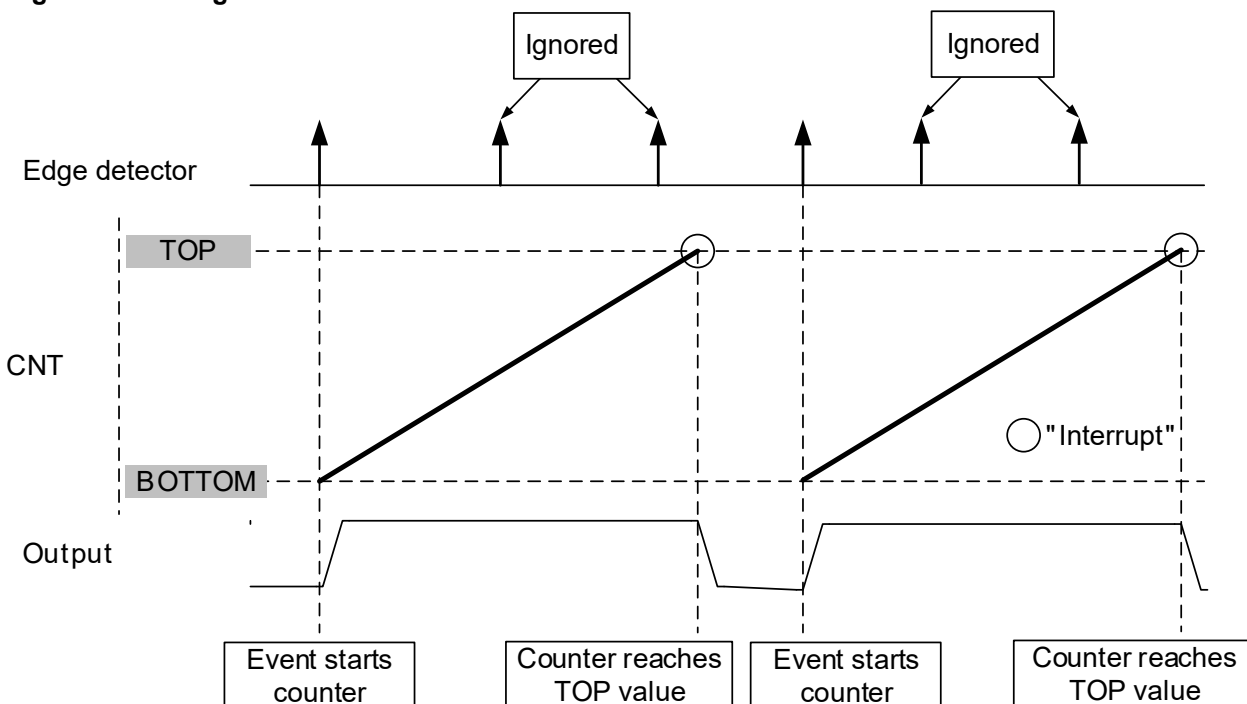 Ignored
Ignored
Edge detector
TOP
CNT
"Interrupt"
BOTTOM
Output
Event starts
counter
Counter reaches
TOP value
Event starts
counter
Counter reaches
TOP value